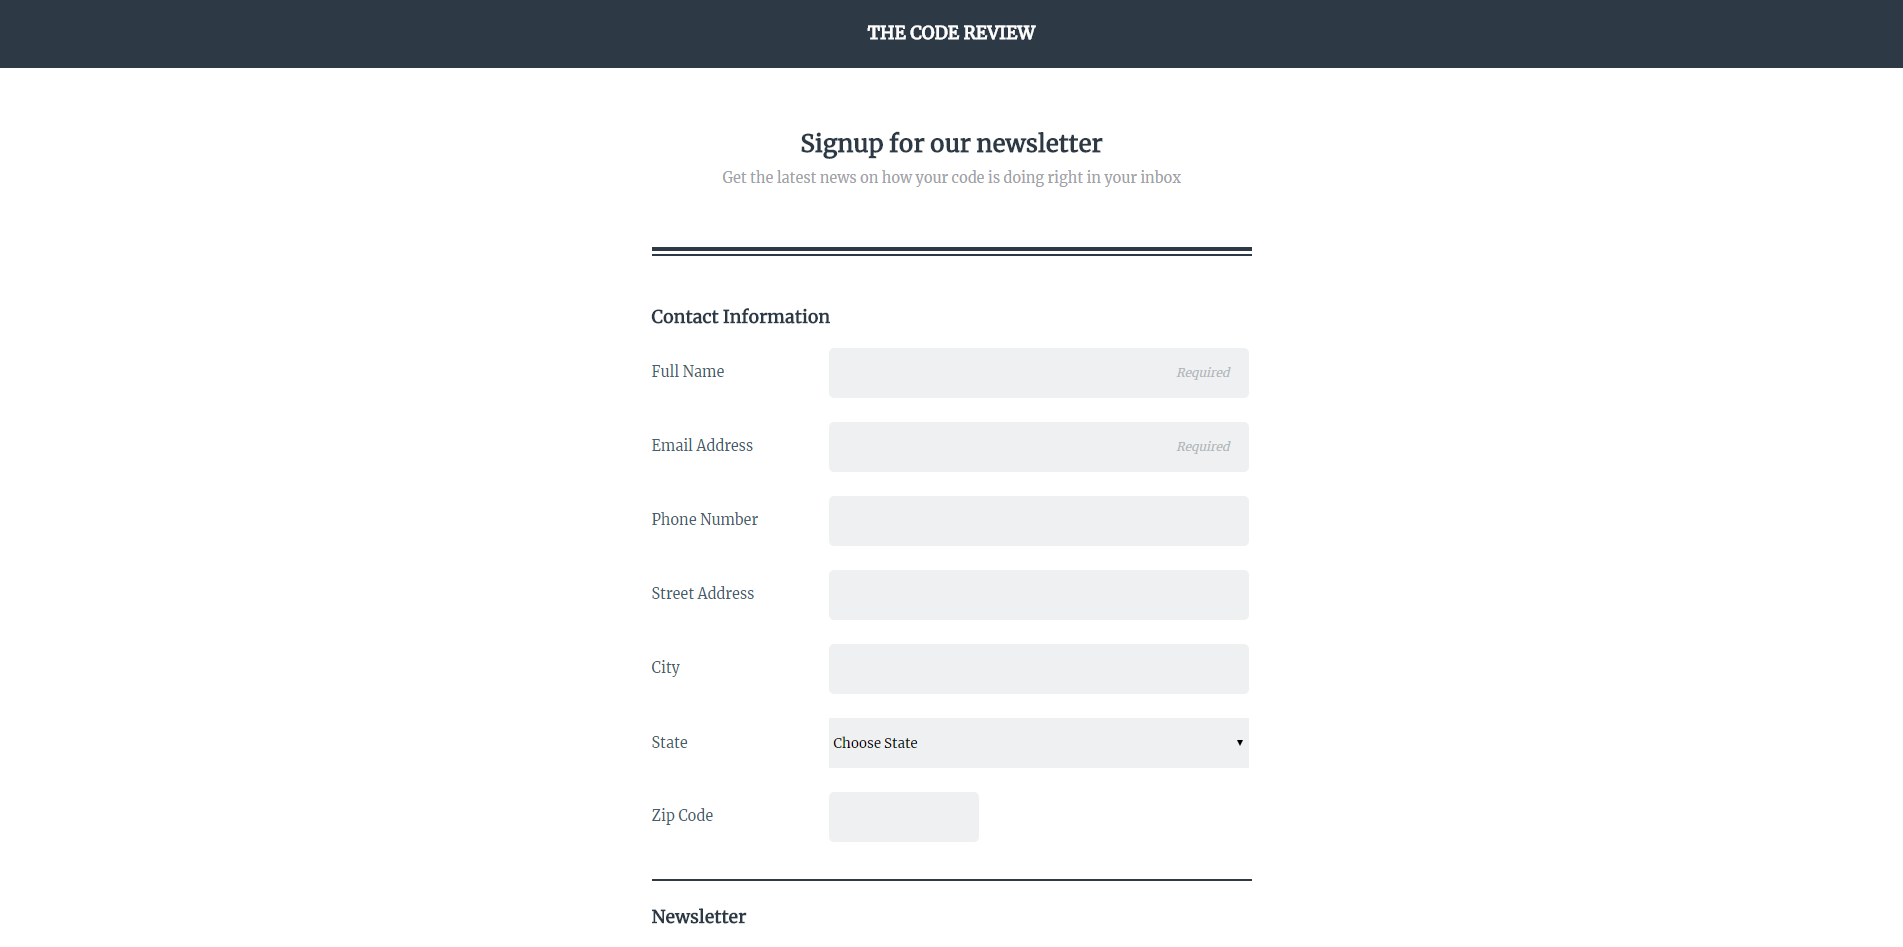 THE CODE REVIEW
Signup for our newsletter
Get the latest news on how your code is doing right in your inbox
Contact Information
Full Name Required
Email Address Required
Phone Number
Street Address
City
State Choose State
Zip Code
Newsletter